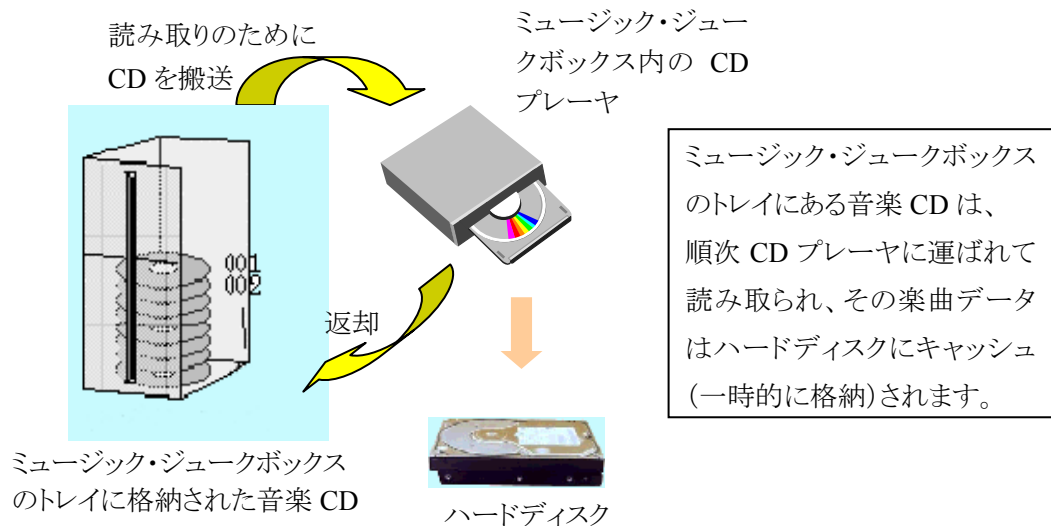 読み取りのために
CD を搬送
ミュージック・ジュー
クボックス内の CD
プレーヤ
ミュージック・ジュークボックス
のトレイにある音楽 CD は、
順次 CD プレーヤに運ばれて
読み取られ、その楽曲データ
はハードディスクにキャッシュ
(一時的に格納)されます。
001
002
返却
ミュージック・ジュークボックス
のトレイに格納された音楽 CD
ハードディスク